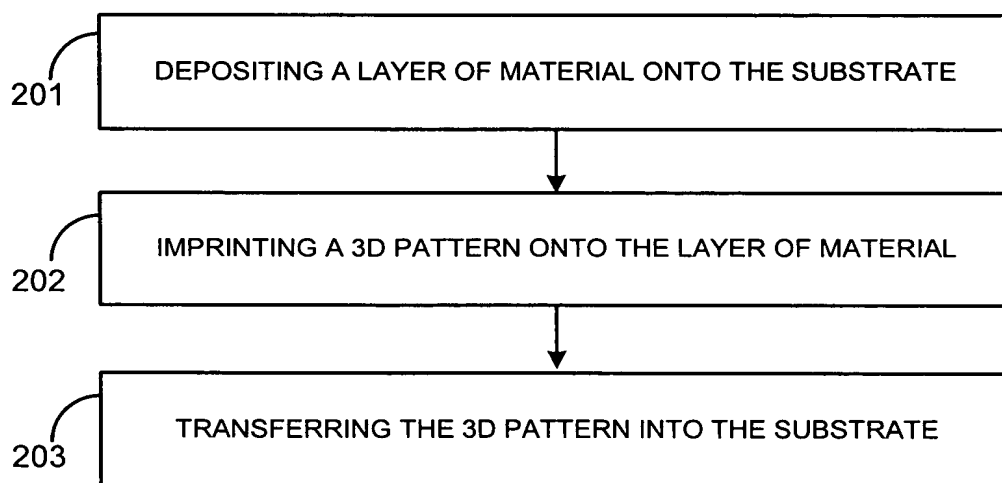 201
DEPOSITING A LAYER OF MATERIAL ONTO THE SUBSTRATE
202
IMPRINTING A 3D PATTERN ONTO THE LAYER OF MATERIAL
203
TRANSFERRING THE 3D PATTERN INTO THE SUBSTRATE